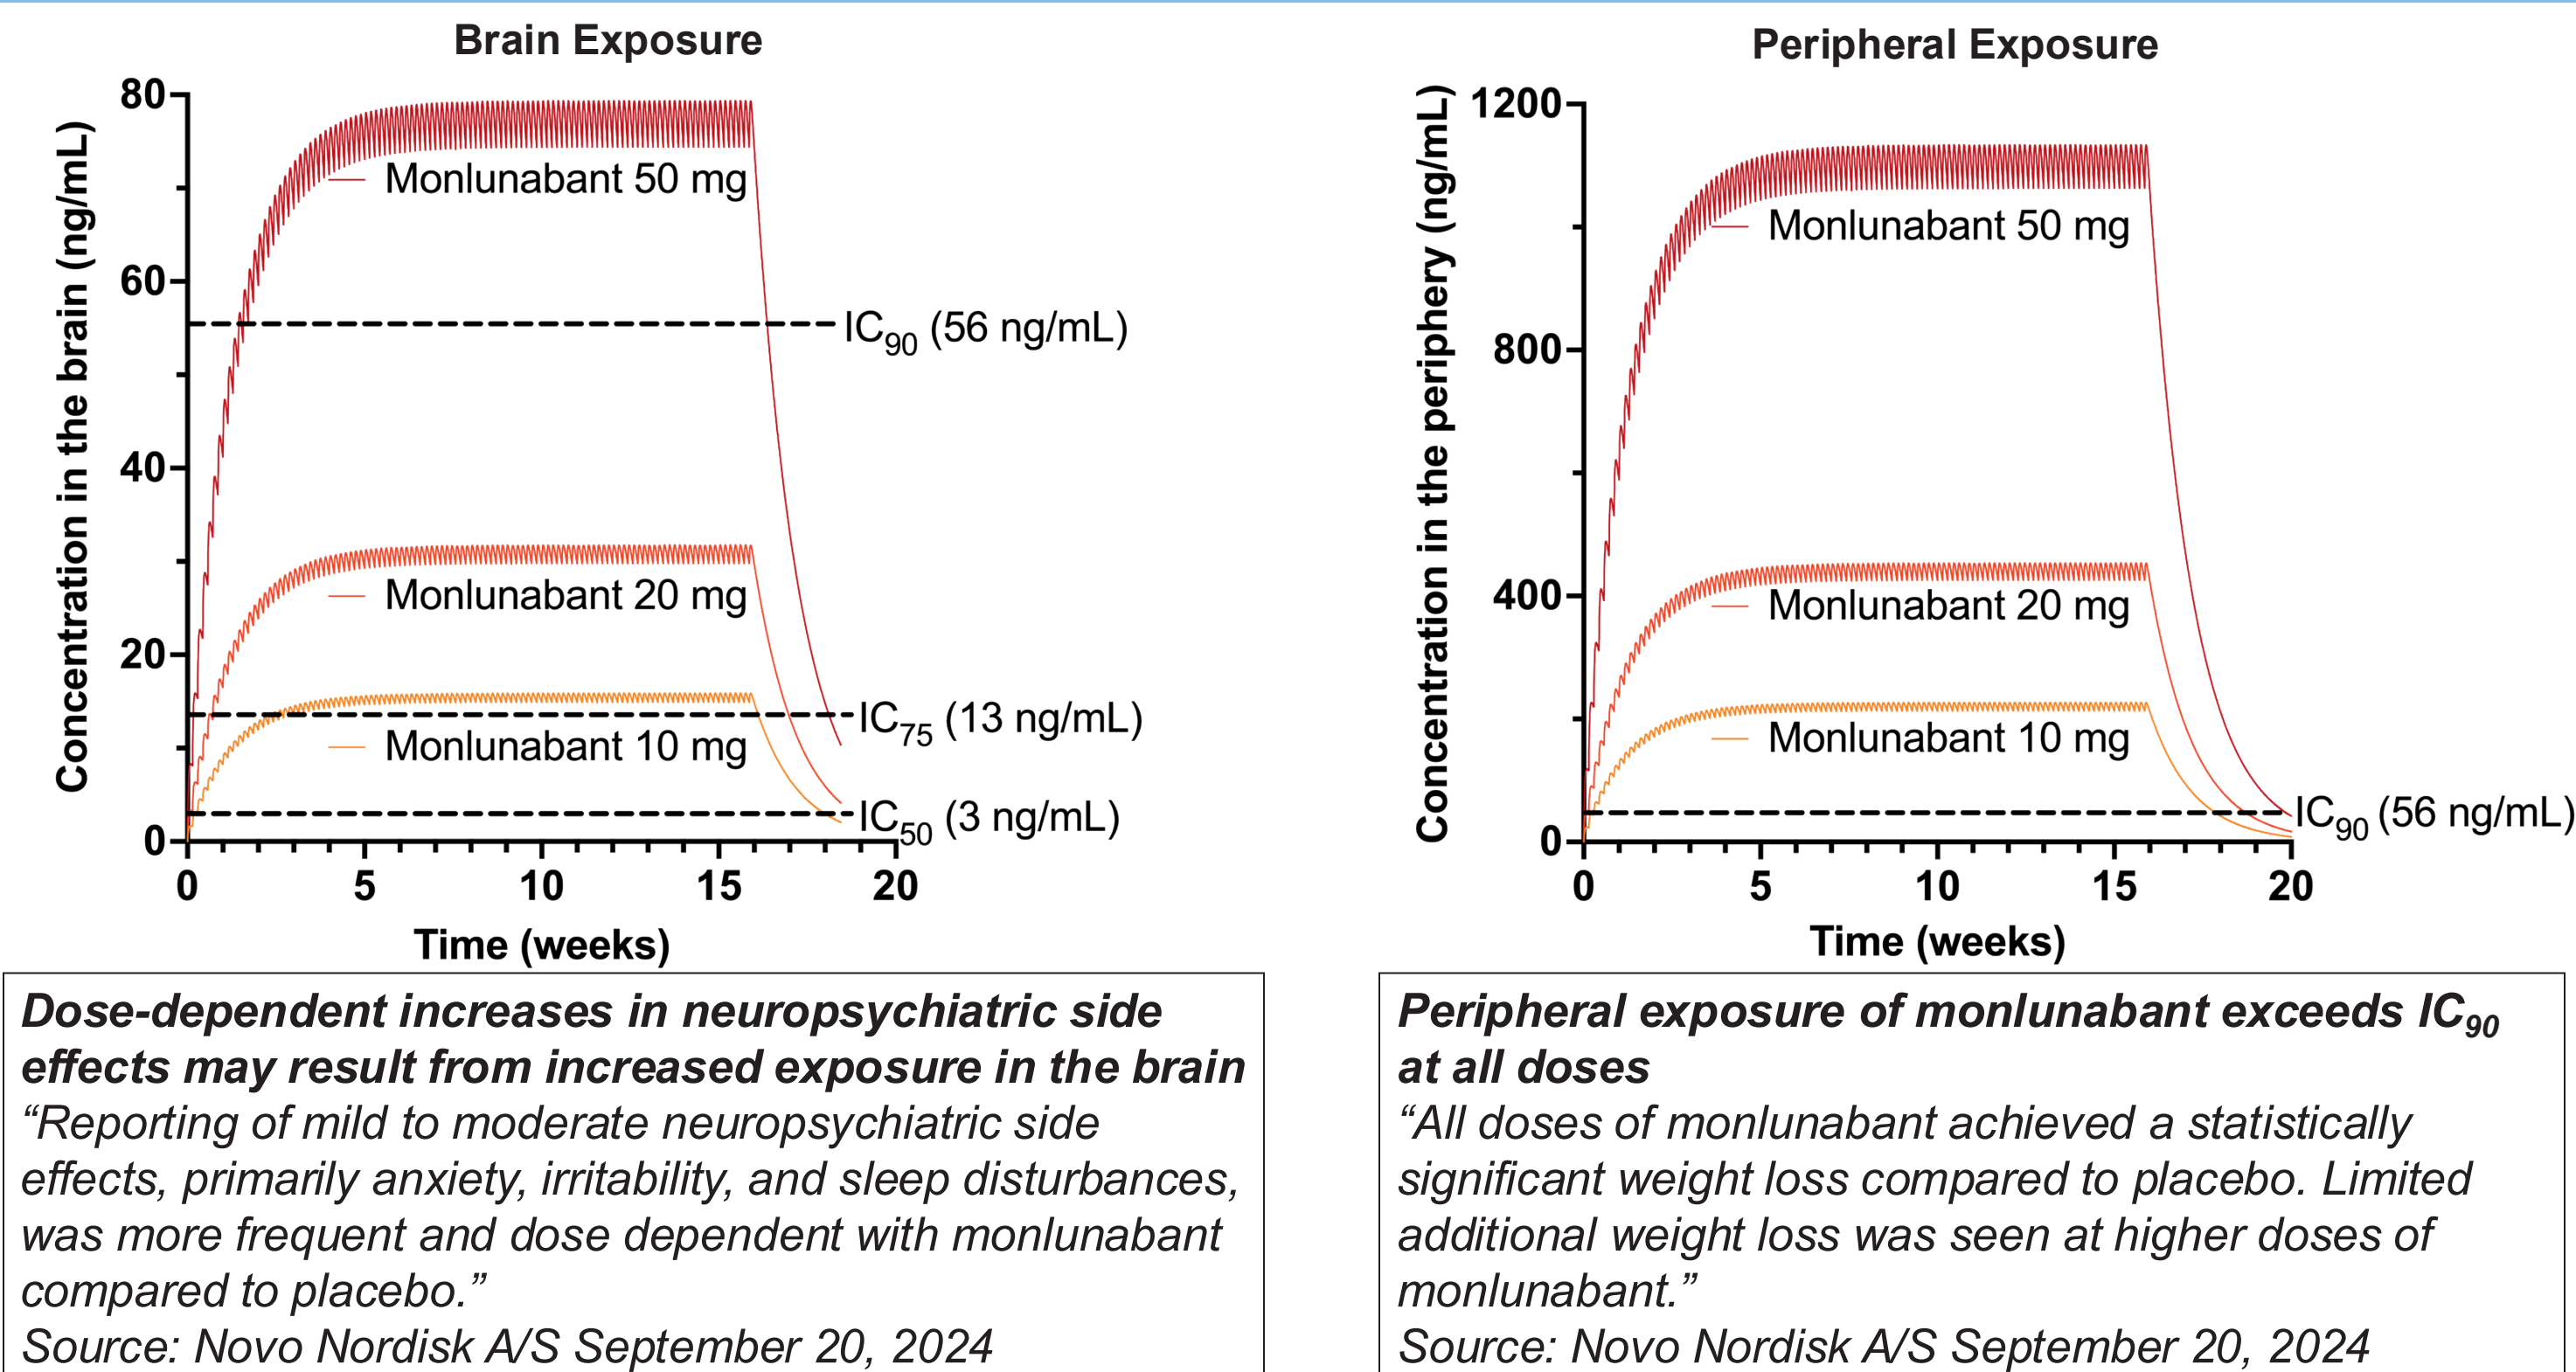 Brain Exposure
Concentration in the brain (ng/mL)
80
60
40
20
0
Monlunabant 50 mg
IC90 (56 ng/mL)
Monlunabant 20 mg
IC75 (13 ng/mL)
Monlunabant 10 mg
IC50 (3 ng/mL)
0 5 10 15 20
Time (weeks)
Dose-dependent increases in neuropsychiatric side
effects may result from increased exposure in the brain
“Reporting of mild to moderate neuropsychiatric side
effects, primarily anxiety, irritability, and sleep disturbances,
was more frequent and dose dependent with monlunabant
compared to placebo.”
Source: Novo Nordisk A/S September 20, 2024
Peripheral Exposure
Concentration in the periphery (ng/mL)
1200
800
400
0
Monlunabant 50 mg
Monlunabant 20 mg
Monlunabant 10 mg
IC90 (56 ng/mL)
0 5 10 15 20
Time (weeks)
Peripheral exposure of monlunabant exceeds IC90
at all doses
“All doses of monlunabant achieved a statistically
significant weight loss compared to placebo. Limited
additional weight loss was seen at higher doses of
monlunabant.”
Source: Novo Nordisk A/S September 20, 2024